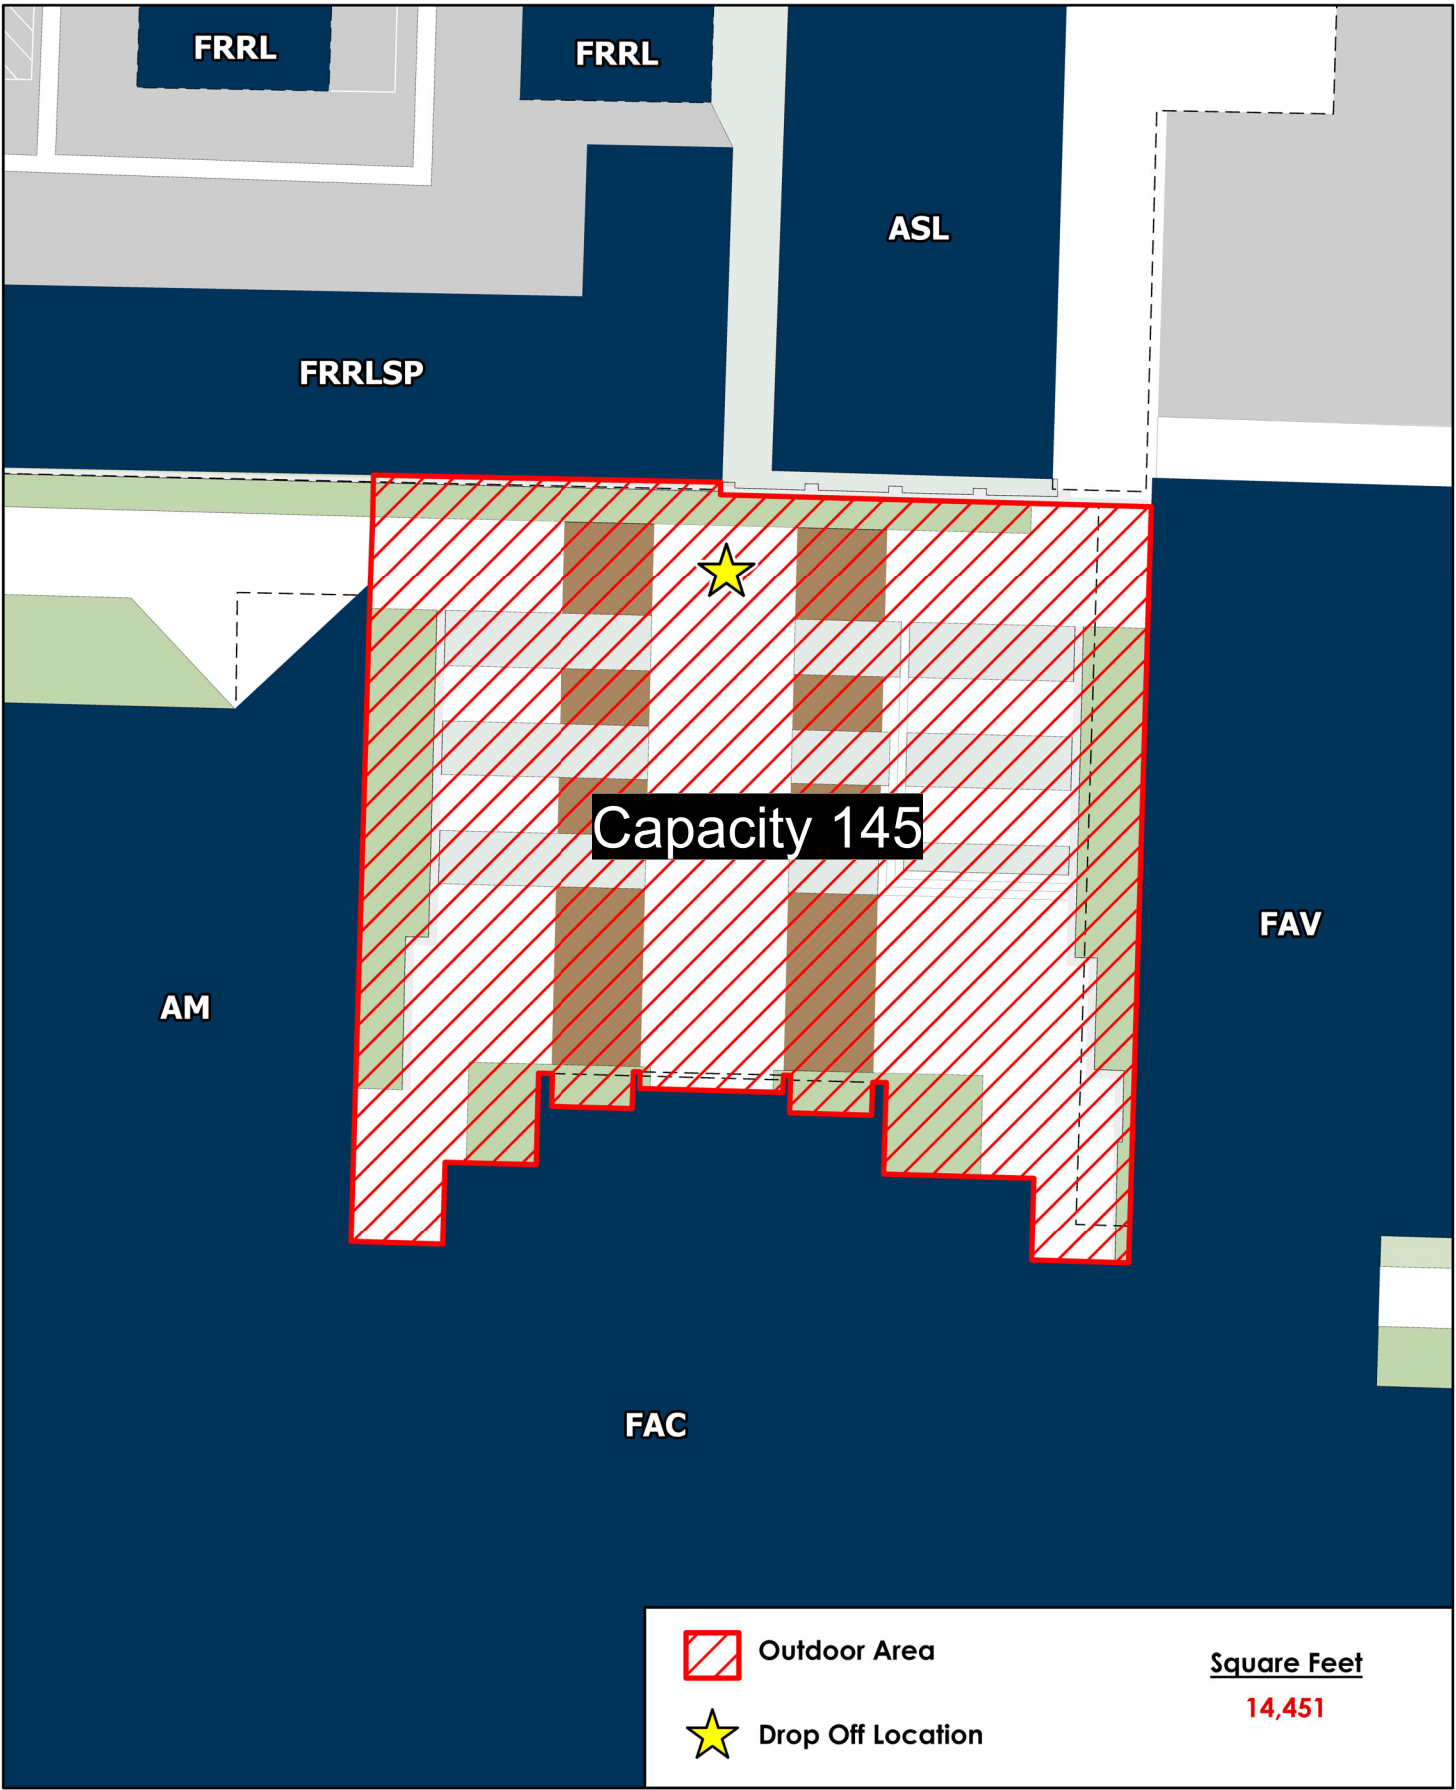 FRRL
FRRL
ASL
FRRLSP
Capacity 145
FAV
AM
FAC
Outdoor Area
Square Feet
14,451
Drop Off Location